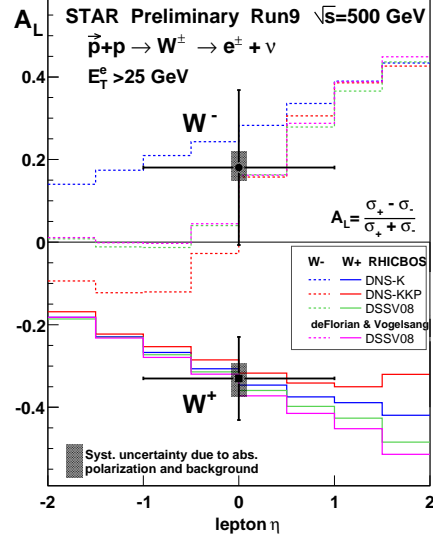 A_L STAR Preliminary Run9 √s=500 GeV
p⃗+p → W^± → e^± + ν
E_T^e >25 GeV
0.4
W^-
0.2
A_L = (σ_+ - σ_-) / (σ_+ + σ_-)
0
W- W+ RHICBOS
DNS-K
DNS-KKP
DSSV08
deFlorian & Vogelsang
DSSV08
-0.2
W^+
-0.4
Syst. uncertainty due to abs.
polarization and background
-2 -1 0 1 2
lepton η